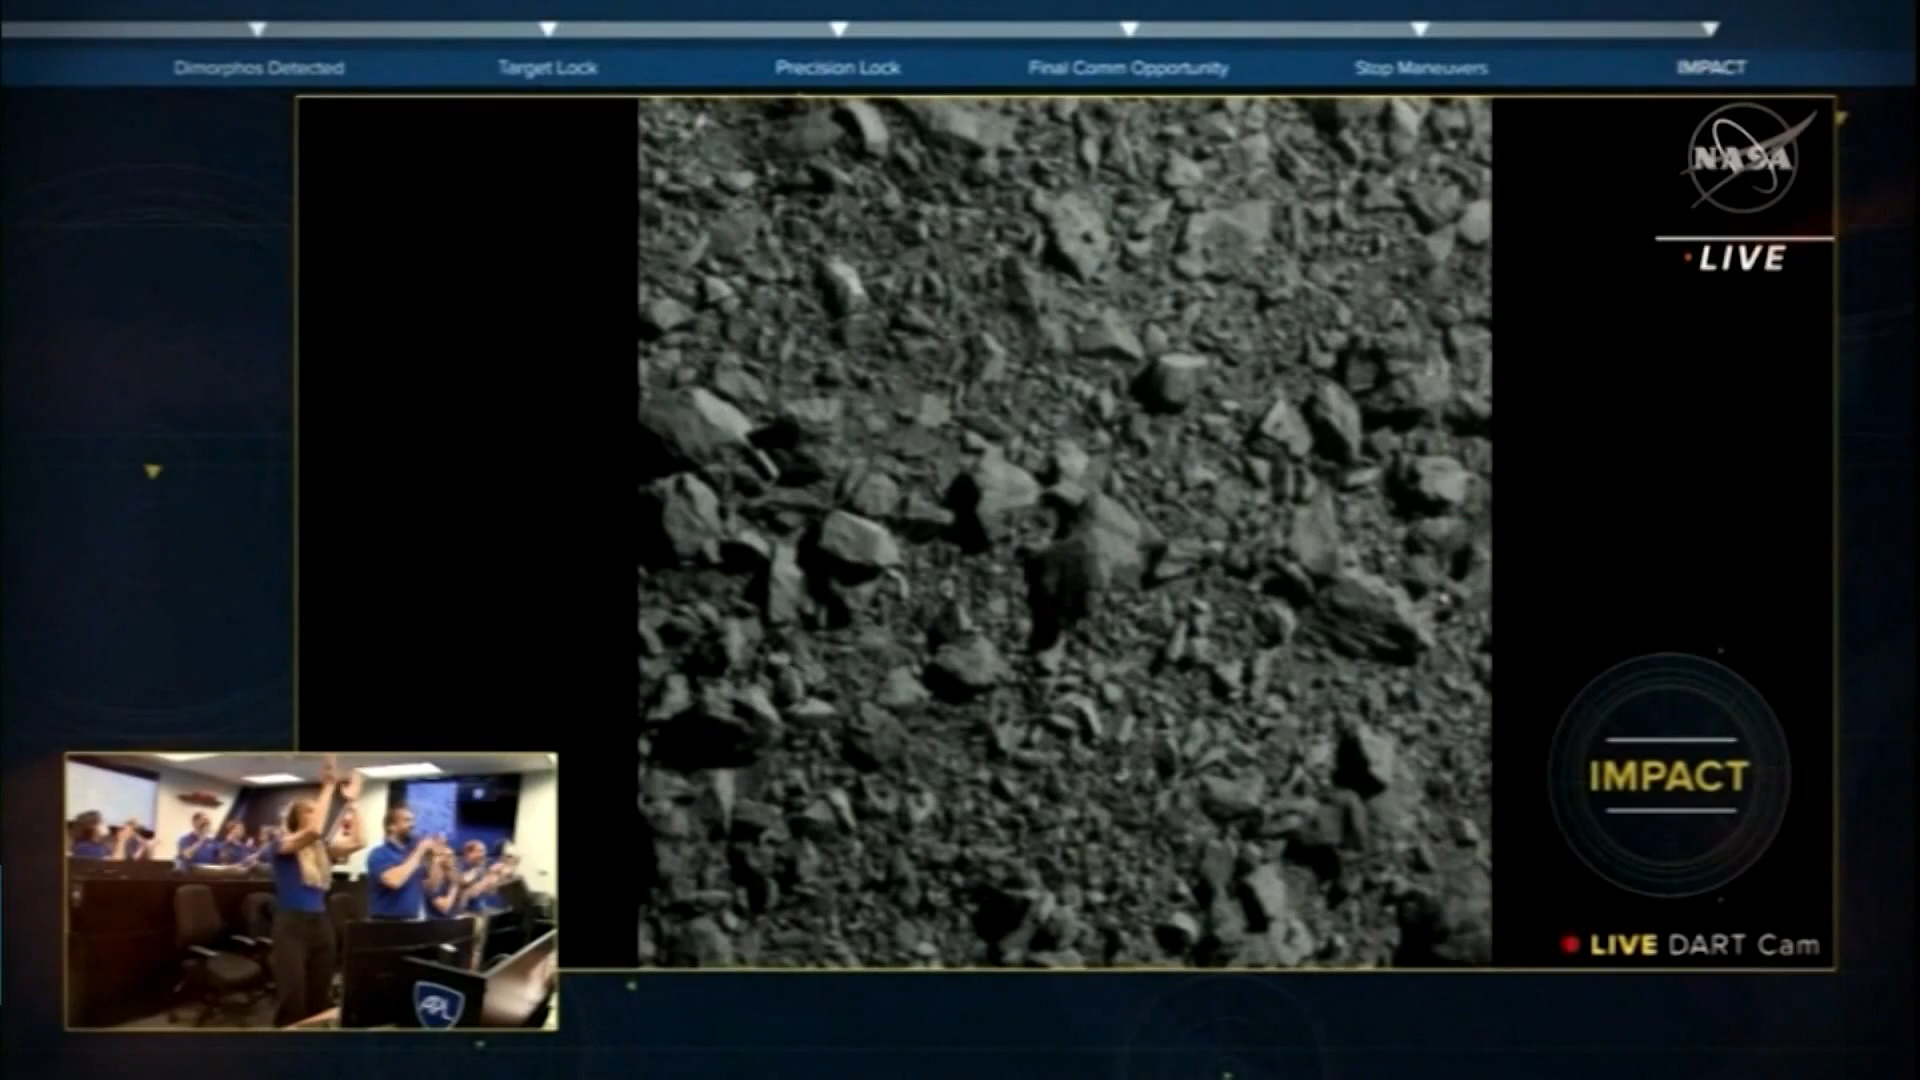 Dimorphos Detected
Target Lock
Precision Lock
Final Comm Opportunity
Stop Maneuvers
IMPACT
NASA
LIVE
IMPACT
LIVE DART Cam
APL